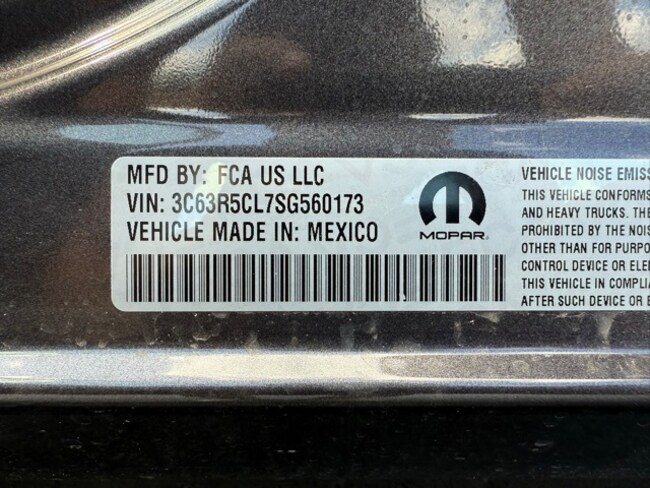 MFD BY: FCA US LLC
VIN: 3C63R5CL7SG560173
VEHICLE MADE IN: MEXICO
MOPAR
VEHICLE NOISE EMISS
THIS VEHICLE CONFORMS
AND HEAVY TRUCKS. THE
PROHIBITED BY THE NOIS
OTHER THAN FOR PURPO
CONTROL DEVICE OR ELE
THIS VEHICLE IN COMPLI
AFTER SUCH DEVICE OR E